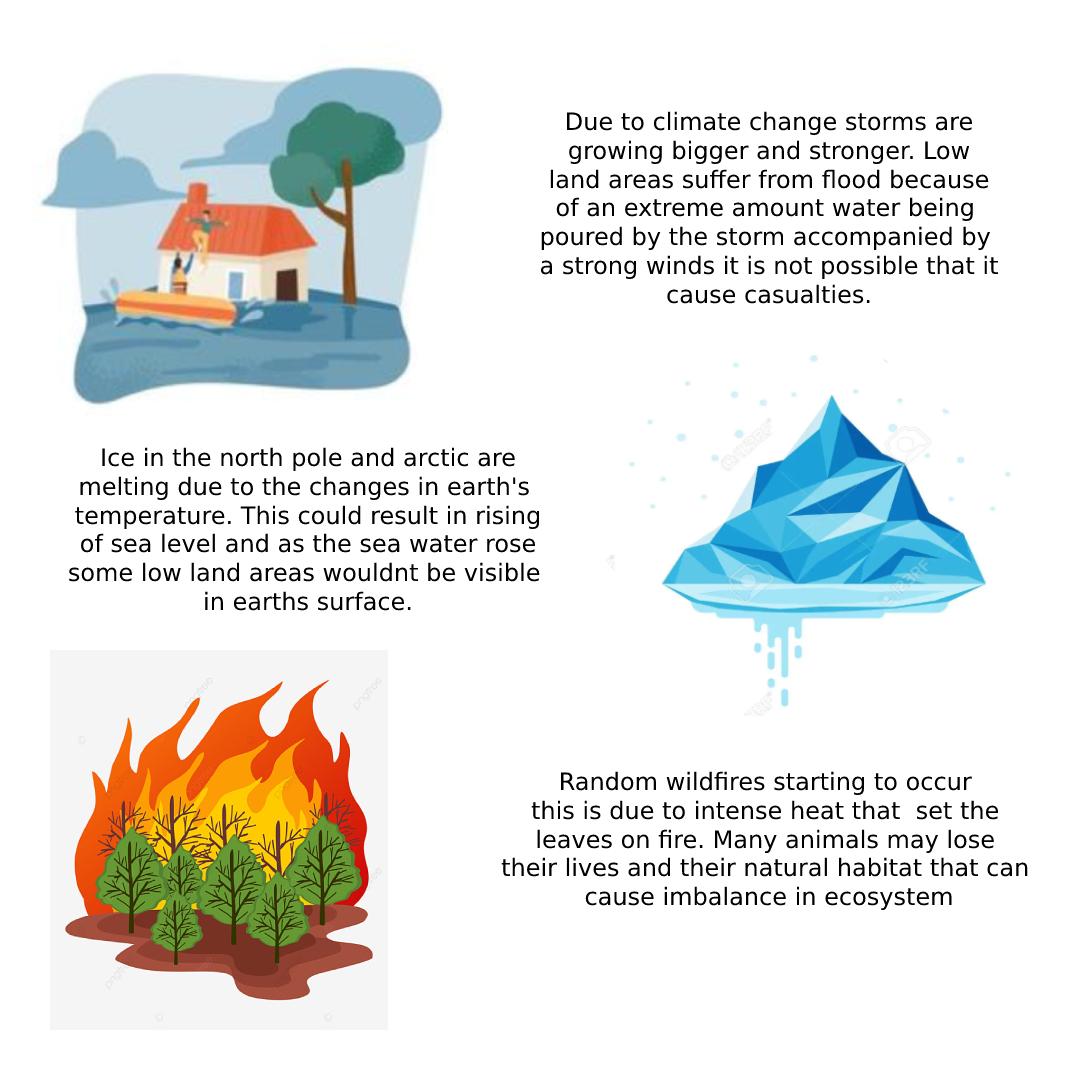 Due to climate change storms are
growing bigger and stronger. Low
land areas suffer from flood because
of an extreme amount water being
poured by the storm accompanied by
a strong winds it is not possible that it
cause casualties.
Ice in the north pole and arctic are
melting due to the changes in earth's
temperature. This could result in rising
of sea level and as the sea water rose
some low land areas wouldnt be visible
in earths surface.
Random wildfires starting to occur
this is due to intense heat that  set the
leaves on fire. Many animals may lose
their lives and their natural habitat that can
cause imbalance in ecosystem